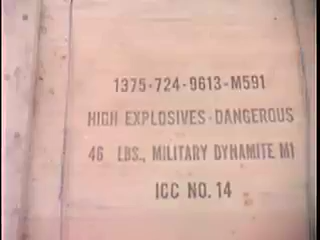 1375-724-9613-M591
HIGH EXPLOSIVES-DANGEROUS
46 LBS., MILITARY DYNAMITE M1
ICC NO. 14